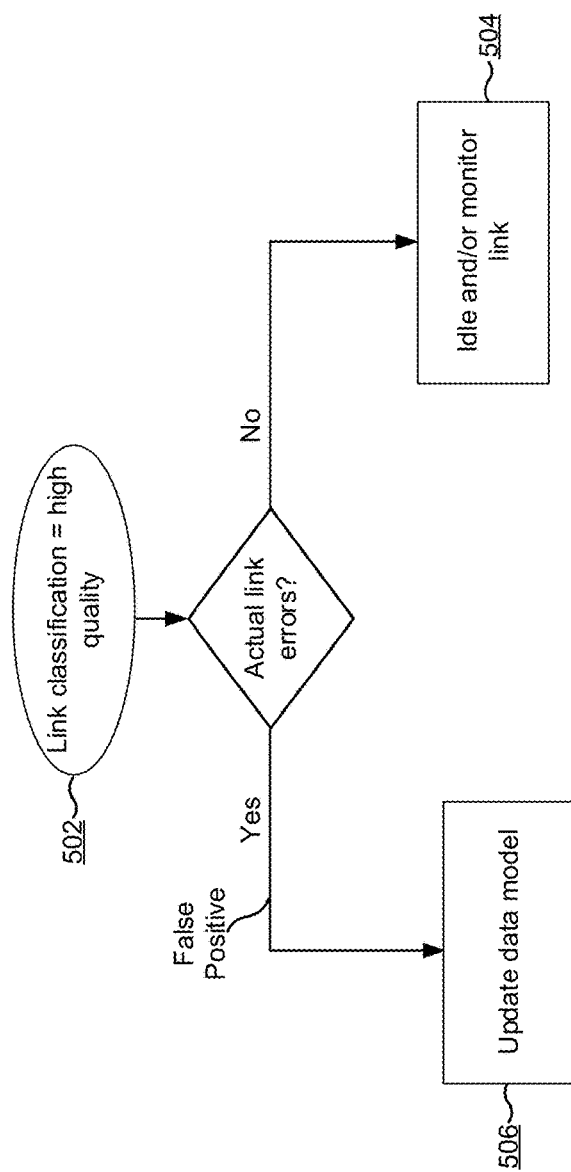 Link classification = high
quality
502
Actual link
errors?
Yes
False
Positive
No
Update data model
506
Idle and/or monitor
link
504